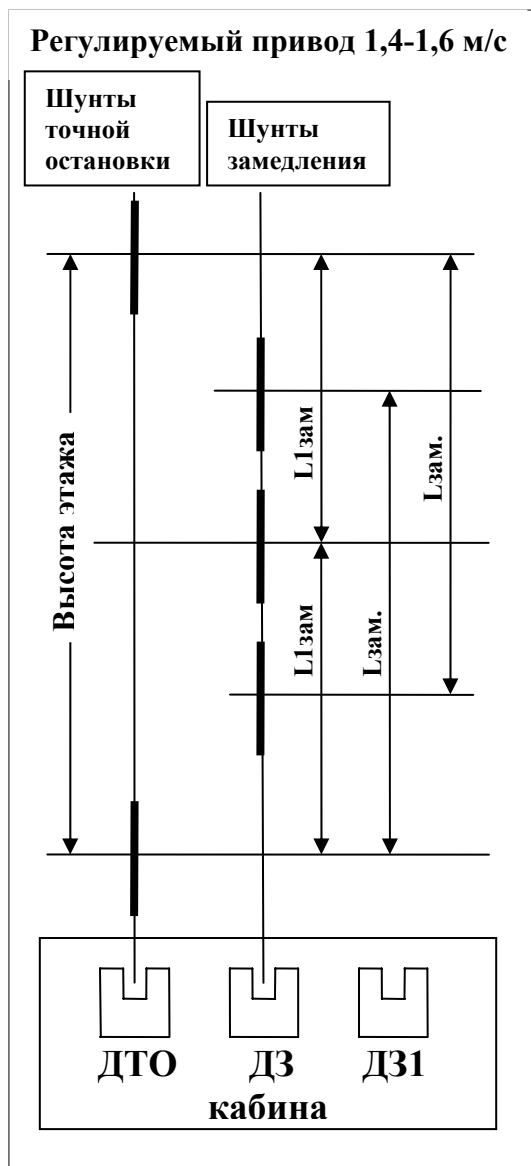 Регулируемый привод 1,4-1,6 м/с
Шунты
точной
остановки
Шунты
замедления
Высота этажа
L1зам
Lзам.
L1зам
Lзам.
ДТО
ДЗ
ДЗ1
кабина